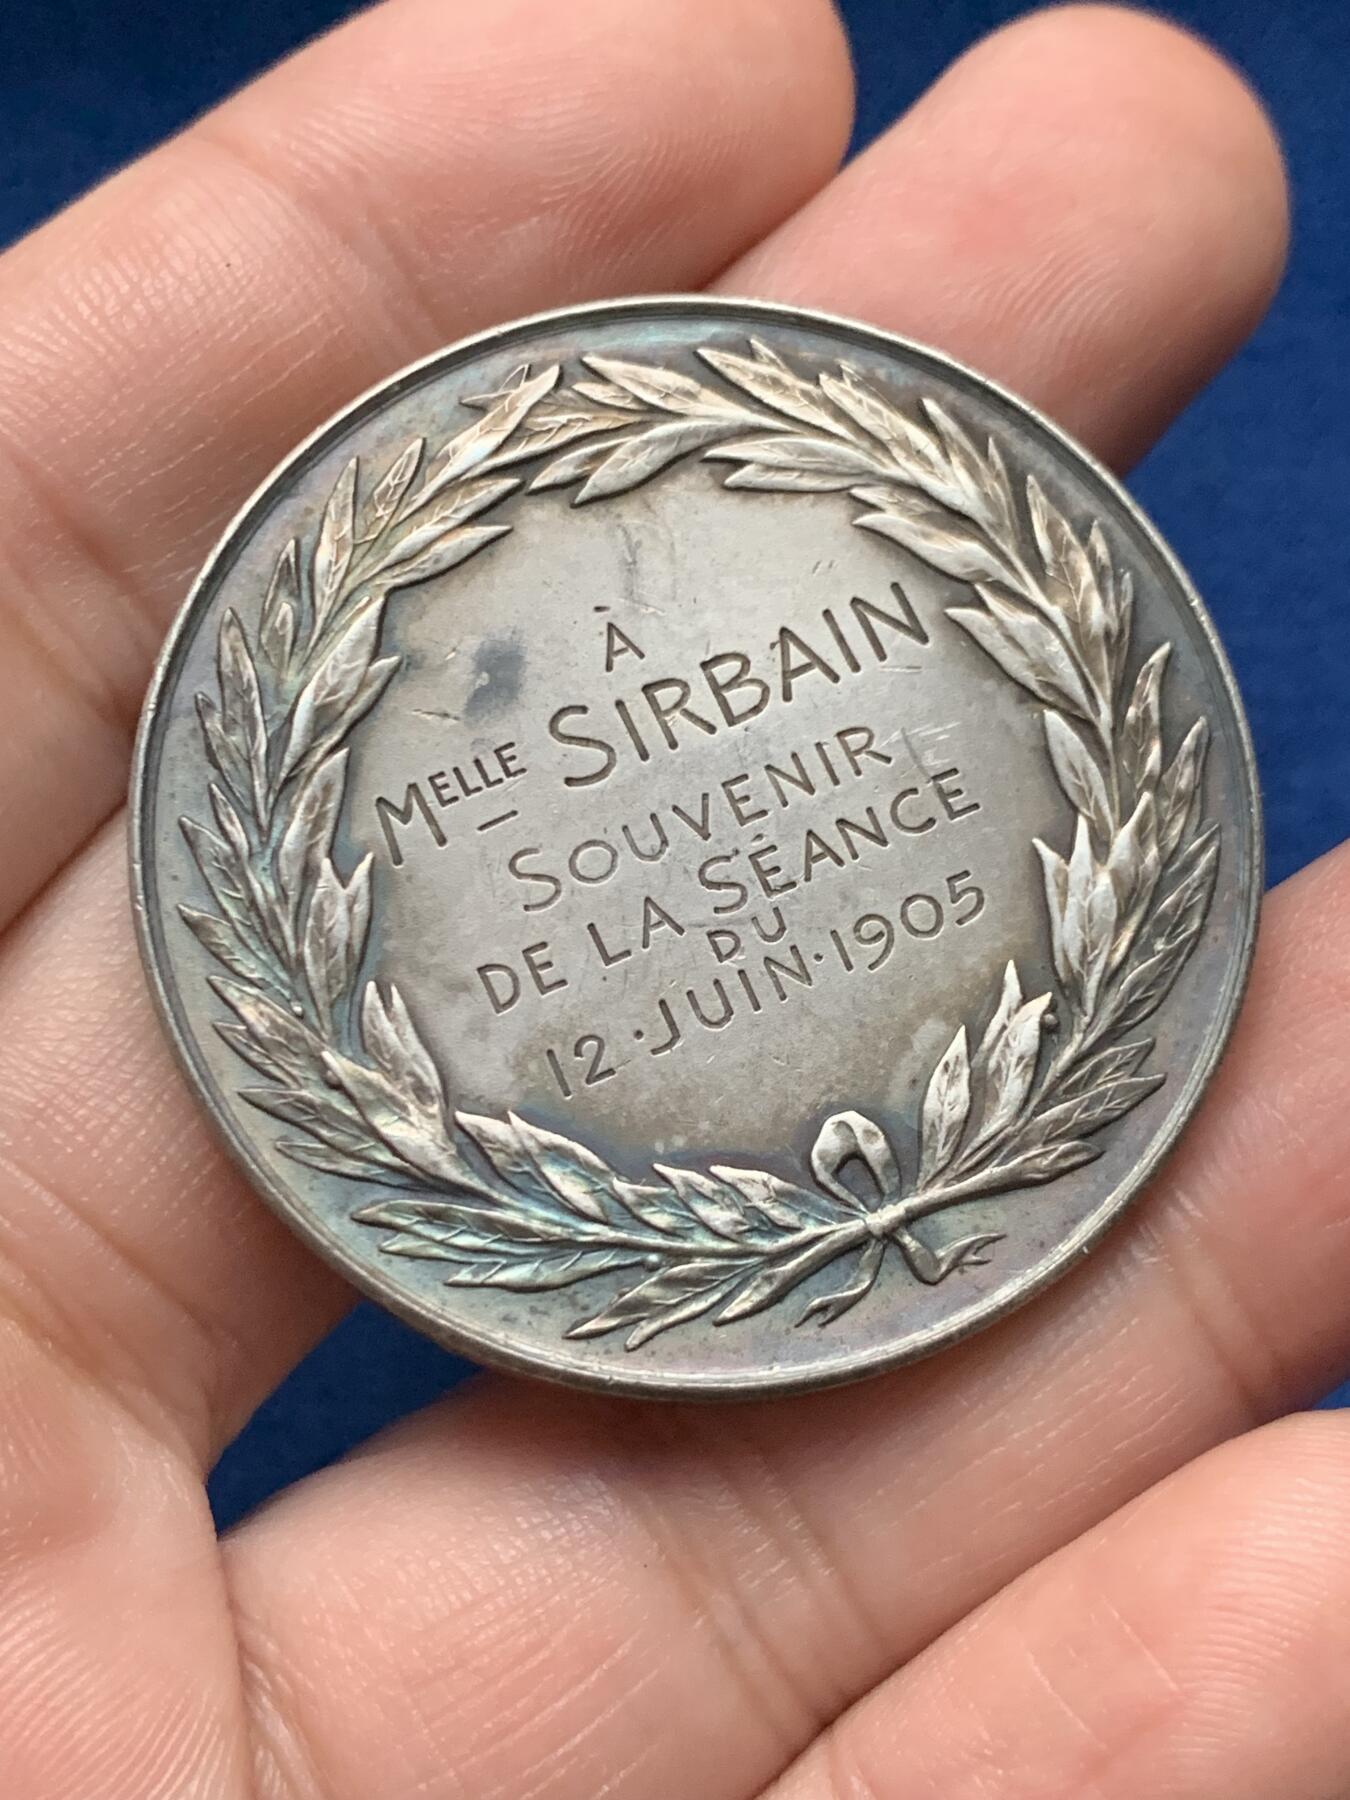 À
MELLE SIRBAIN
SOUVENIR
DE LA SÉANCE
DU
12·JUIN·1905